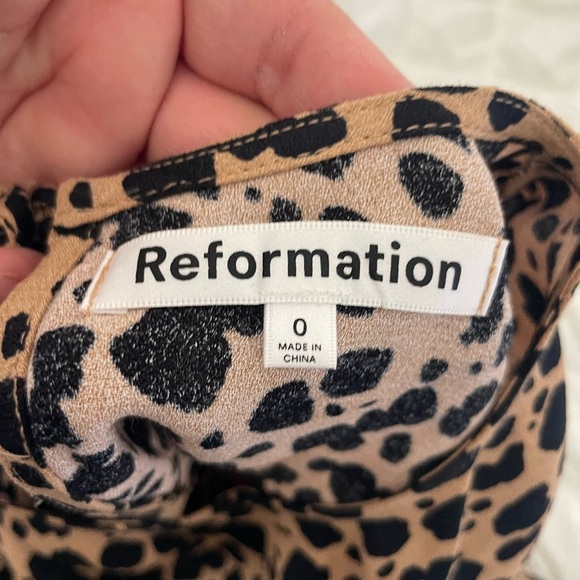 Reformation
0
MADE IN
CHINA